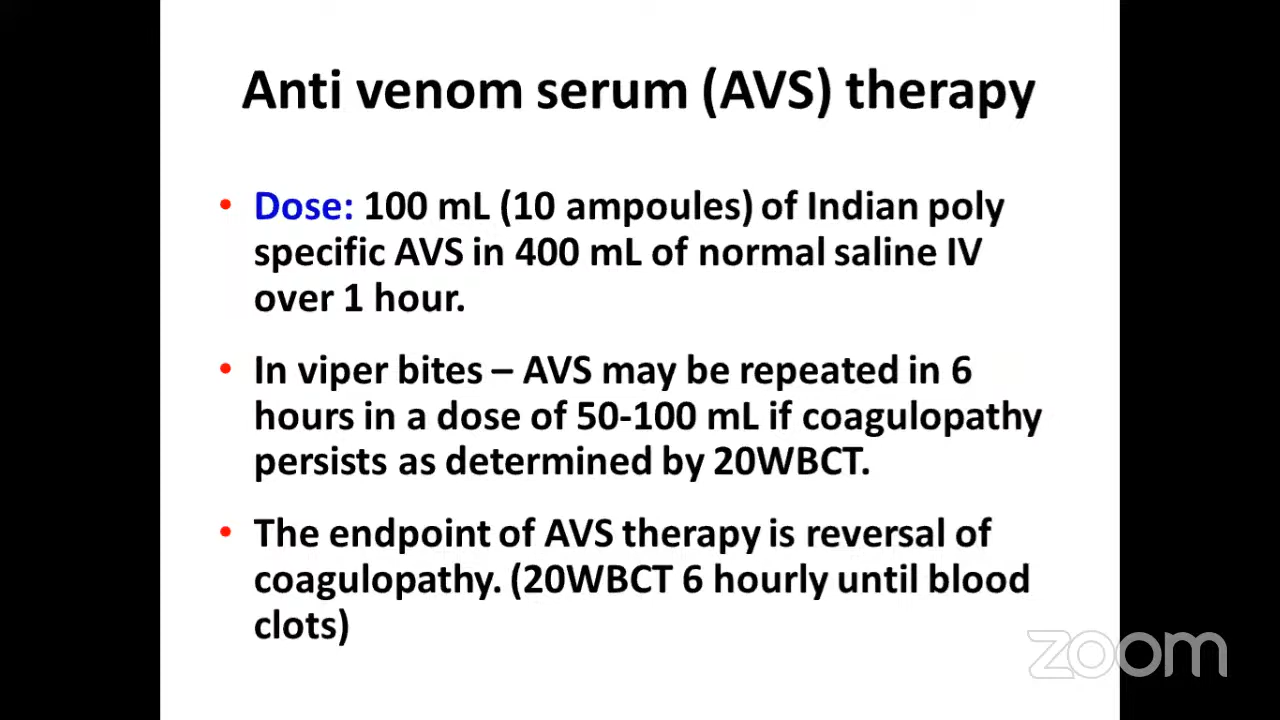 Anti venom serum (AVS) therapy
• Dose: 100 mL (10 ampoules) of Indian poly
specific AVS in 400 mL of normal saline IV
over 1 hour.
• In viper bites – AVS may be repeated in 6
hours in a dose of 50-100 mL if coagulopathy
persists as determined by 20WBCT.
• The endpoint of AVS therapy is reversal of
coagulopathy. (20WBCT 6 hourly until blood
clots)
zoom